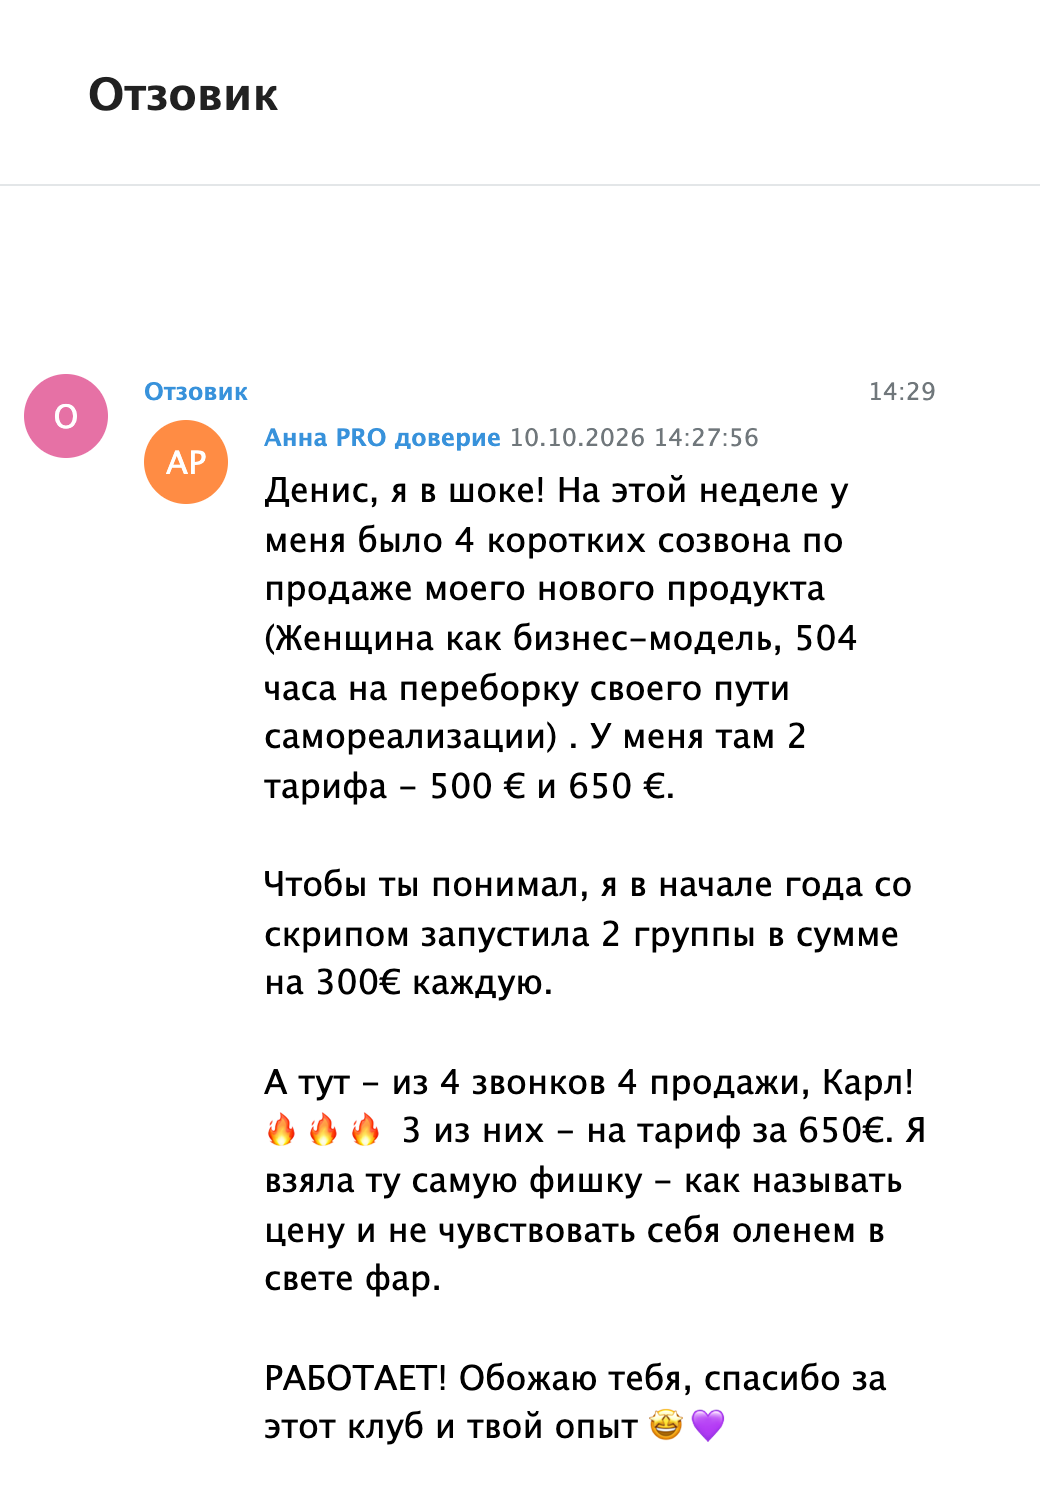 Отзовик
О
Отзовик 14:29
AP
Анна PRO доверие 10.10.2026 14:27:56
Денис, я в шоке! На этой неделе у
меня было 4 коротких созвона по
продаже моего нового продукта
(Женщина как бизнес-модель, 504
часа на переборку своего пути
самореализации) . У меня там 2
тарифа - 500 € и 650 €.
Чтобы ты понимал, я в начале года со
скрипом запустила 2 группы в сумме
на 300€ каждую.
А тут - из 4 звонков 4 продажи, Карл!
🔥🔥🔥 3 из них - на тариф за 650€. Я
взяла ту самую фишку - как называть
цену и не чувствовать себя оленем в
свете фар.
РАБОТАЕТ! Обожаю тебя, спасибо за
этот клуб и твой опыт 🤩💜